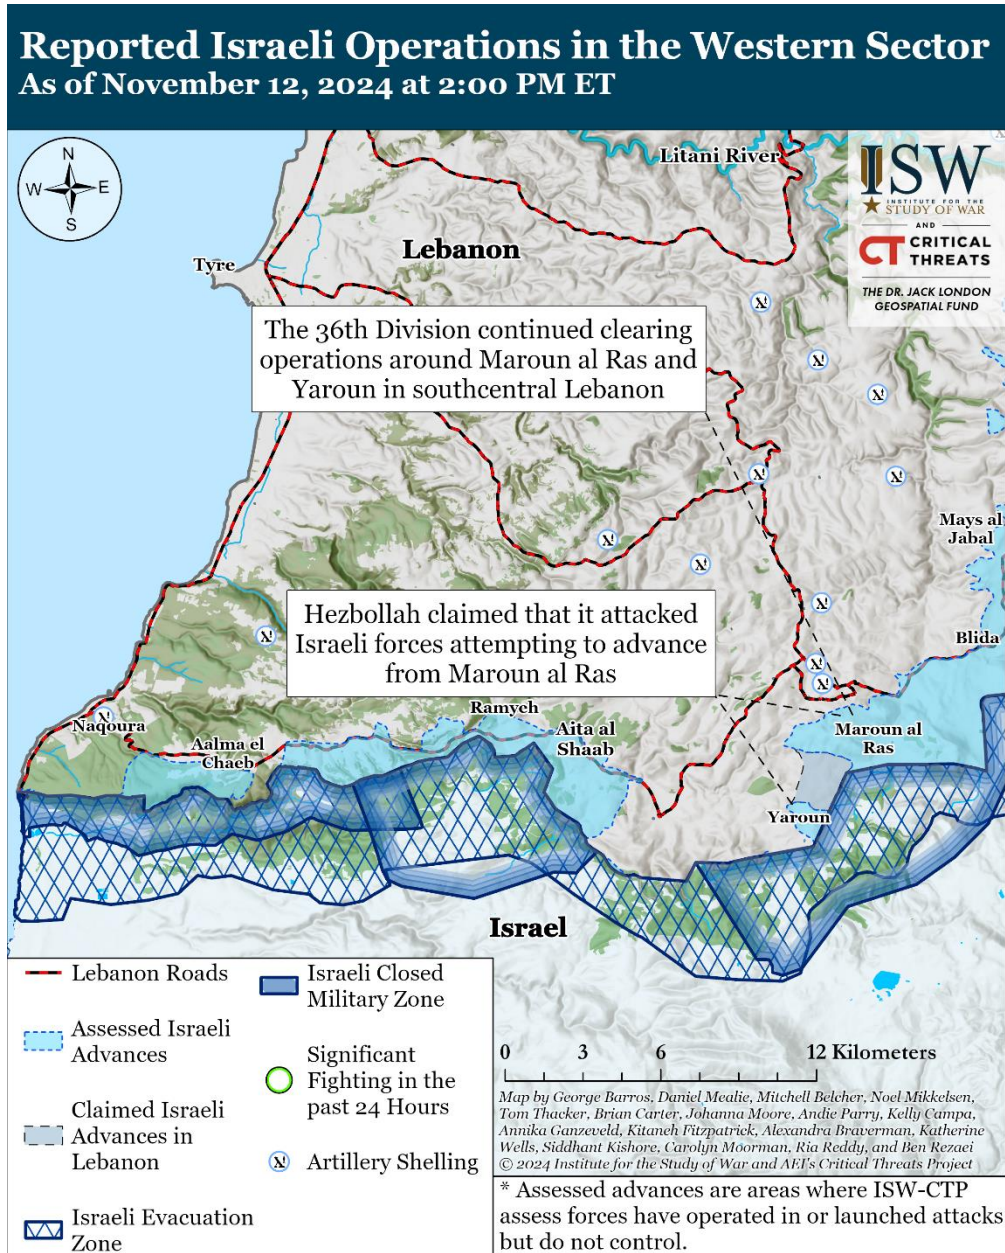 Reported Israeli Operations in the Western Sector
As of November 12, 2024 at 2:00 PM ET
N
W E
S
Litani River
ISW
INSTITUTE FOR THE
STUDY OF WAR
AND
CT CRITICAL
THREATS
THE DR. JACK LONDON
GEOSPATIAL FUND
Lebanon
Tyre
The 36th Division continued clearing
operations around Maroun al Ras and
Yaroun in southcentral Lebanon
Mays al
Jabal
Hezbollah claimed that it attacked
Israeli forces attempting to advance
from Maroun al Ras
Blida
Naqoura
Aalma el
Chaeb
Ramyeh
Aita al
Shaab
Maroun al
Ras
Yaroun
Israel
Lebanon Roads
Assessed Israeli
Advances
Claimed Israeli
Advances in
Lebanon
Israeli Evacuation
Zone
Israeli Closed
Military Zone
Significant
Fighting in the
past 24 Hours
Artillery Shelling
0 3 6 12 Kilometers
Map by George Barros, Daniel Mealie, Mitchell Belcher, Noel Mikkelsen,
Tom Thacker, Brian Carter, Johanna Moore, Andie Parry, Kelly Campa,
Annika Ganzeveld, Kitaneh Fitzpatrick, Alexandra Braverman, Katherine
Wells, Siddhant Kishore, Carolyn Moorman, Ria Reddy, and Ben Rezaei
© 2024 Institute for the Study of War and AEI's Critical Threats Project
* Assessed advances are areas where ISW-CTP
assess forces have operated in or launched attacks
but do not control.